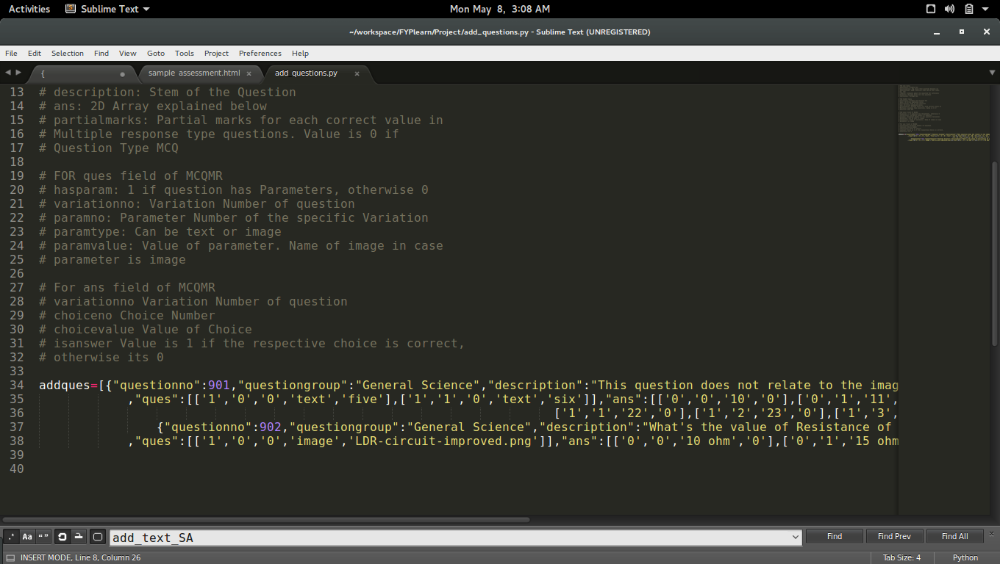 Activities Sublime Text Mon May 8, 3:08 AM
~/workspace/FYPlearn/Project/add_questions.py - Sublime Text (UNREGISTERED)
File Edit Selection Find View Goto Tools Project Preferences Help
{ sample assessment.html × add_questions.py ×
13 # description: Stem of the Question
14 # ans: 2D Array explained below
15 # partialmarks: Partial marks for each correct value in
16 # Multiple response type questions. Value is 0 if
17 # Question Type MCQ
18
19 # FOR ques field of MCQMR
20 # hasparam: 1 if question has Parameters, otherwise 0
21 # variationno: Variation Number of question
22 # paramno: Parameter Number of the specific Variation
23 # paramtype: Can be text or image
24 # paramvalue: Value of parameter. Name of image in case
25 # parameter is image
26
27 # For ans field of MCQMR
28 # variationno Variation Number of question
29 # choiceno Choice Number
30 # choicevalue Value of Choice
31 # isanswer Value is 1 if the respective choice is correct,
32 # otherwise its 0
33
34 addques=[{"questionno":901,"questiongroup":"General Science","description":"This question does not relate to the imag
35 ,"ques":[['1','0','0','text','five'],['1','1','0','text','six']],"ans":[['0','0','10','0'],['0','1','11',
36 ['1','1','22','0'],['1','2','23','0'],['1','3',
37 {"questionno":902,"questiongroup":"General Science","description":"What's the value of Resistance of
38 ,"ques":[['1','0','0','image','LDR-circuit-improved.png']],"ans":[['0','0','10 ohm','0'],['0','1','15 ohm
39
40
.* Aa “” add_text_SA Find Find Prev Find All ×
INSERT MODE, Line 8, Column 26 Tab Size: 4 Python